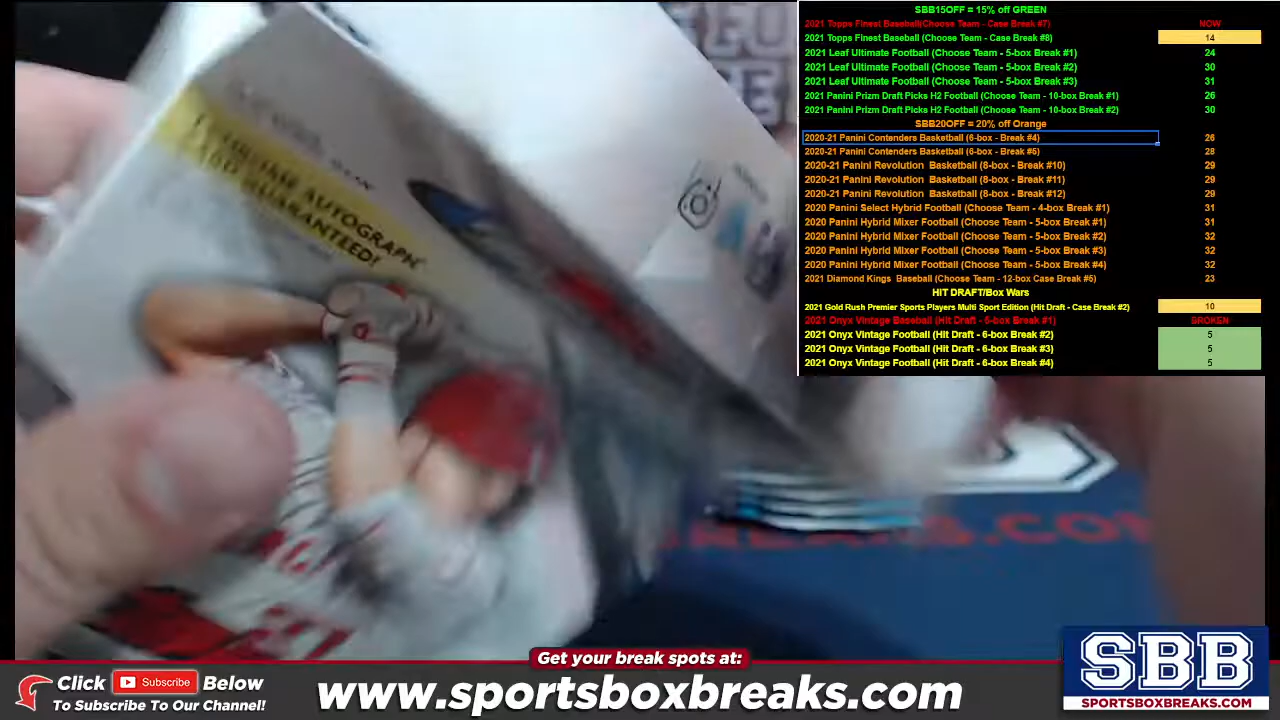 SBB15OFF = 15% off GREEN
2021 Topps Finest Baseball(Choose Team - Case Break #7) NOW
2021 Topps Finest Baseball (Choose Team - Case Break #8) 14
2021 Leaf Ultimate Football (Choose Team - 5-box Break #1) 24
2021 Leaf Ultimate Football (Choose Team - 5-box Break #2) 30
2021 Leaf Ultimate Football (Choose Team - 5-box Break #3) 31
2021 Panini Prizm Draft Picks H2 Football (Choose Team - 10-box Break #1) 26
2021 Panini Prizm Draft Picks H2 Football (Choose Team - 10-box Break #2) 30
SBB20OFF = 20% off Orange
2020-21 Panini Contenders Basketball (6-box - Break #4) 26
2020-21 Panini Contenders Basketball (6-box - Break #5) 28
2020-21 Panini Revolution Basketball (8-box - Break #10) 29
2020-21 Panini Revolution Basketball (8-box - Break #11) 29
2020-21 Panini Revolution Basketball (8-box - Break #12) 29
2020 Panini Select Hybrid Football (Choose Team - 4-box Break #1) 31
2020 Panini Hybrid Mixer Football (Choose Team - 5-box Break #1) 31
2020 Panini Hybrid Mixer Football (Choose Team - 5-box Break #2) 32
2020 Panini Hybrid Mixer Football (Choose Team - 5-box Break #3) 32
2020 Panini Hybrid Mixer Football (Choose Team - 5-box Break #4) 32
2021 Diamond Kings Baseball (Choose Team - 12-box Case Break #5) 23
HIT DRAFT/Box Wars
2021 Gold Rush Premier Sports Players Multi Sport Edition (Hit Draft - Case Break #2) 10
2021 Onyx Vintage Baseball (Hit Draft - 5-box Break #1) BROKEN
2021 Onyx Vintage Football (Hit Draft - 6-box Break #2) 5
2021 Onyx Vintage Football (Hit Draft - 6-box Break #3) 5
2021 Onyx Vintage Football (Hit Draft - 6-box Break #4) 5
AUTOGRAPH
ANTEED!
27
BREAKS.COM
Get your break spots at:
Click Subscribe Below
To Subscribe To Our Channel!
www.sportsboxbreaks.com
SBB
SPORTSBOXBREAKS.COM